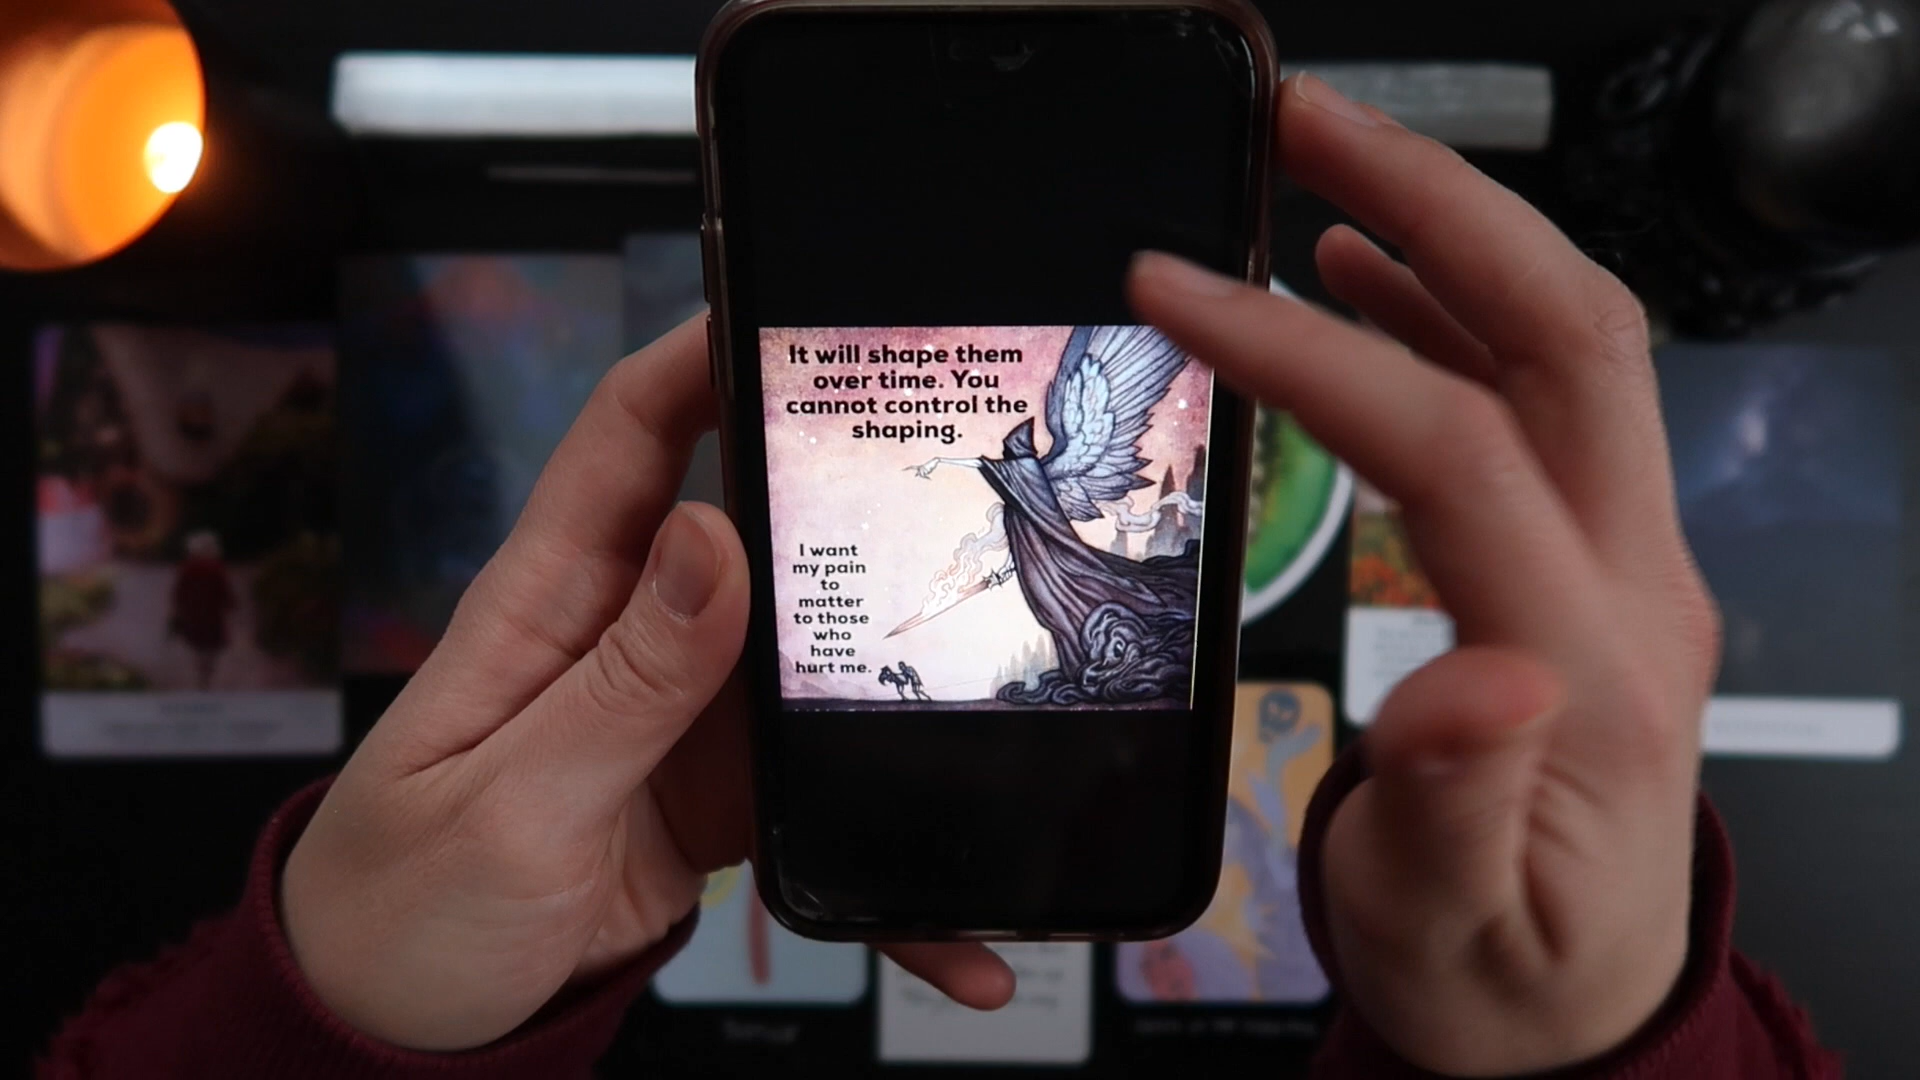 It will shape them
over time. You
cannot control the
shaping.
I want
my pain
to
matter
to those
who
have
hurt me.